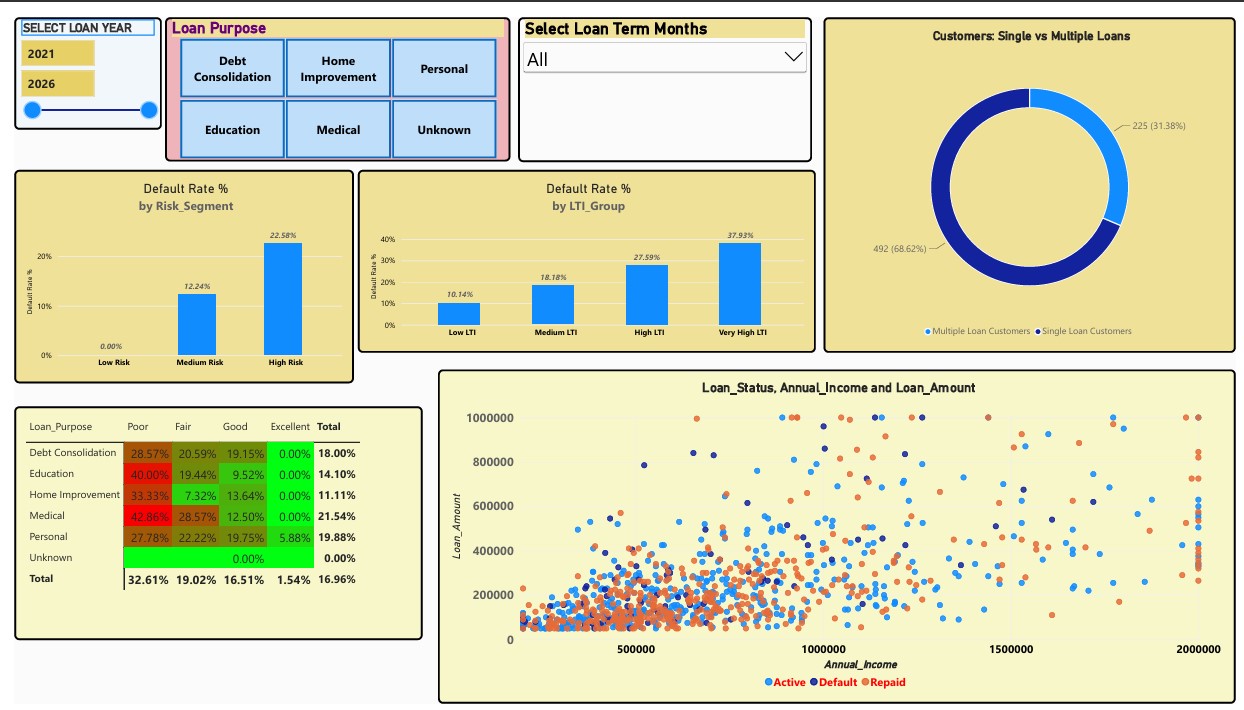 SELECT LOAN YEAR
2021
2026
Loan Purpose
Debt Consolidation
Home Improvement
Personal
Education
Medical
Unknown
Select Loan Term Months
All
Customers: Single vs Multiple Loans
225 (31.38%)
492 (68.62%)
Multiple Loan Customers Single Loan Customers
Default Rate %
by Risk_Segment
Default Rate %
20%
10%
0%
0.00%
12.24%
22.58%
Low Risk Medium Risk High Risk
Default Rate %
by LTI_Group
Default Rate %
40%
30%
20%
10%
0%
10.14%
18.18%
27.59%
37.93%
Low LTI Medium LTI High LTI Very High LTI
Loan_Purpose Poor Fair Good Excellent Total
Debt Consolidation 28.57% 20.59% 19.15% 0.00% 18.00%
Education 40.00% 19.44% 9.52% 0.00% 14.10%
Home Improvement 33.33% 7.32% 13.64% 0.00% 11.11%
Medical 42.86% 28.57% 12.50% 0.00% 21.54%
Personal 27.78% 22.22% 19.75% 5.88% 19.88%
Unknown 0.00% 0.00%
Total 32.61% 19.02% 16.51% 1.54% 16.96%
Loan_Status, Annual_Income and Loan_Amount
Loan_Amount
1000000
800000
600000
400000
200000
0
500000 1000000 1500000 2000000
Annual_Income
Active Default Repaid